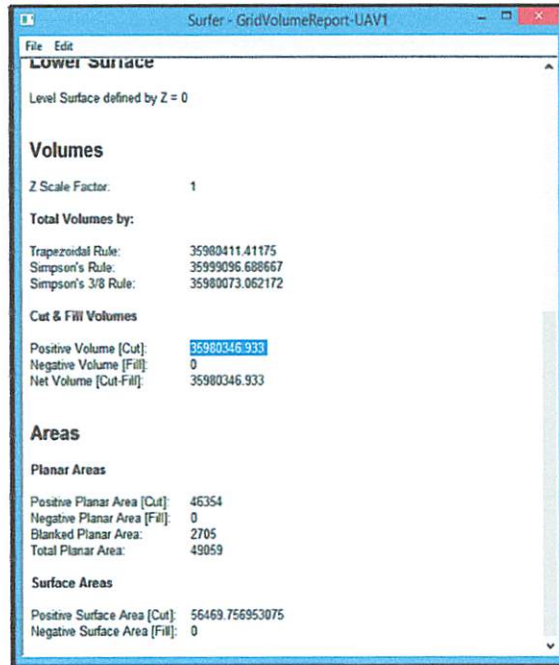 Surfer - GridVolumeReport-UAV1
File Edit
Lower Surface
Level Surface defined by Z = 0
Volumes
Z Scale Factor: 1
Total Volumes by:
Trapezoidal Rule: 35980411.41175
Simpson's Rule: 35999096.688667
Simpson's 3/8 Rule: 35980073.062172
Cut & Fill Volumes
Positive Volume [Cut]: 35980346.933
Negative Volume [Fill]: 0
Net Volume [Cut-Fill]: 35980346.933
Areas
Planar Areas
Positive Planar Area [Cut]: 46354
Negative Planar Area [Fill]: 0
Blanked Planar Area: 2705
Total Planar Area: 49059
Surface Areas
Positive Surface Area [Cut]: 56469.756953075
Negative Surface Area [Fill]: 0